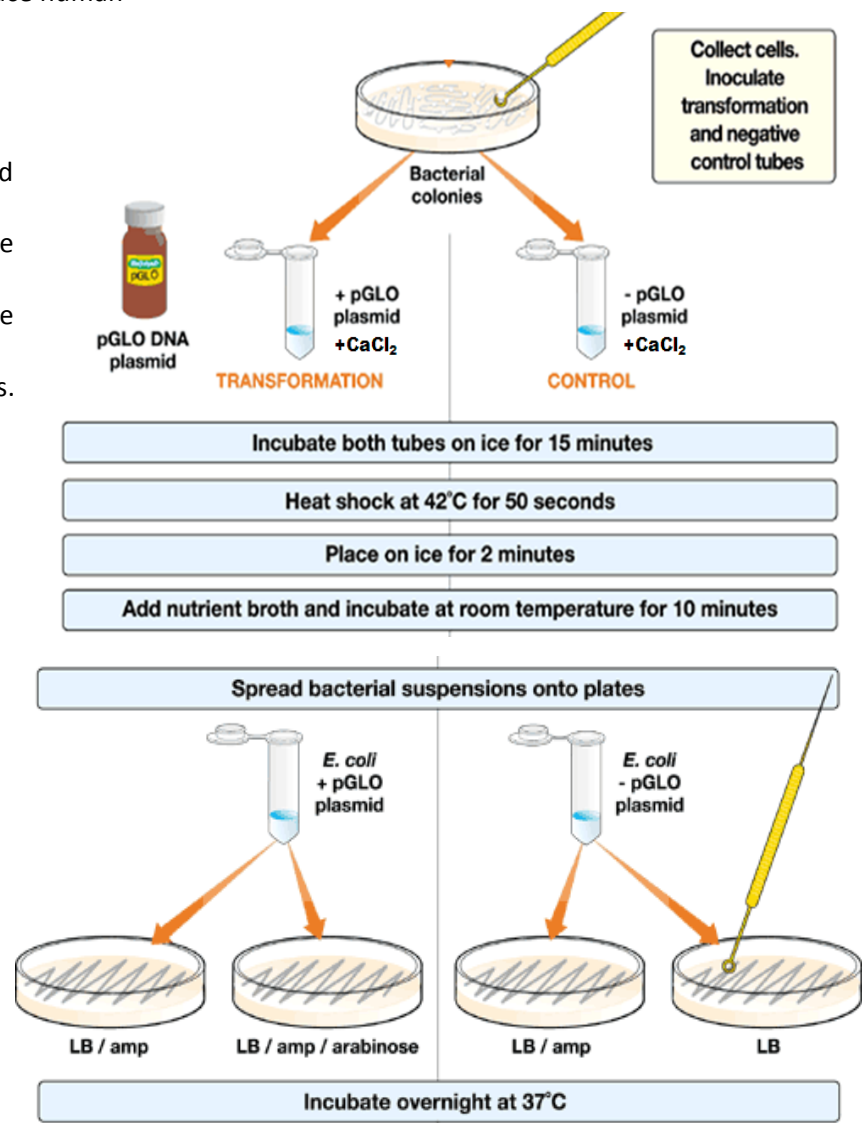 Collect cells.
Inoculate
transformation
and negative
control tubes
Bacterial
colonies
d
e
e
s.
pGLO
pGLO DNA
plasmid
+ pGLO
plasmid
+CaCl₂
TRANSFORMATION
- pGLO
plasmid
+CaCl₂
CONTROL
Incubate both tubes on ice for 15 minutes
Heat shock at 42°C for 50 seconds
Place on ice for 2 minutes
Add nutrient broth and incubate at room temperature for 10 minutes
Spread bacterial suspensions onto plates
E. coli
+ pGLO
plasmid
E. coli
- pGLO
plasmid
LB / amp
LB / amp / arabinose
LB / amp
LB
Incubate overnight at 37°C